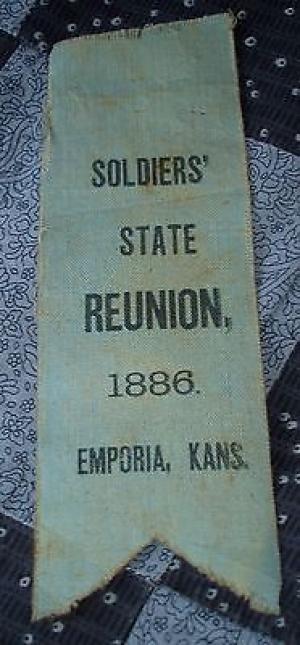 SOLDIERS'
STATE
REUNION,
1886.
EMPORIA, KANS.